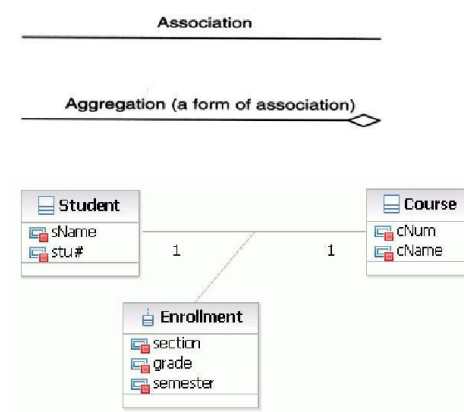 Association
Aggregation (a form of association)
Student
sName
stu#
1
1
Course
cNum
cName
Enrollment
section
grade
semester